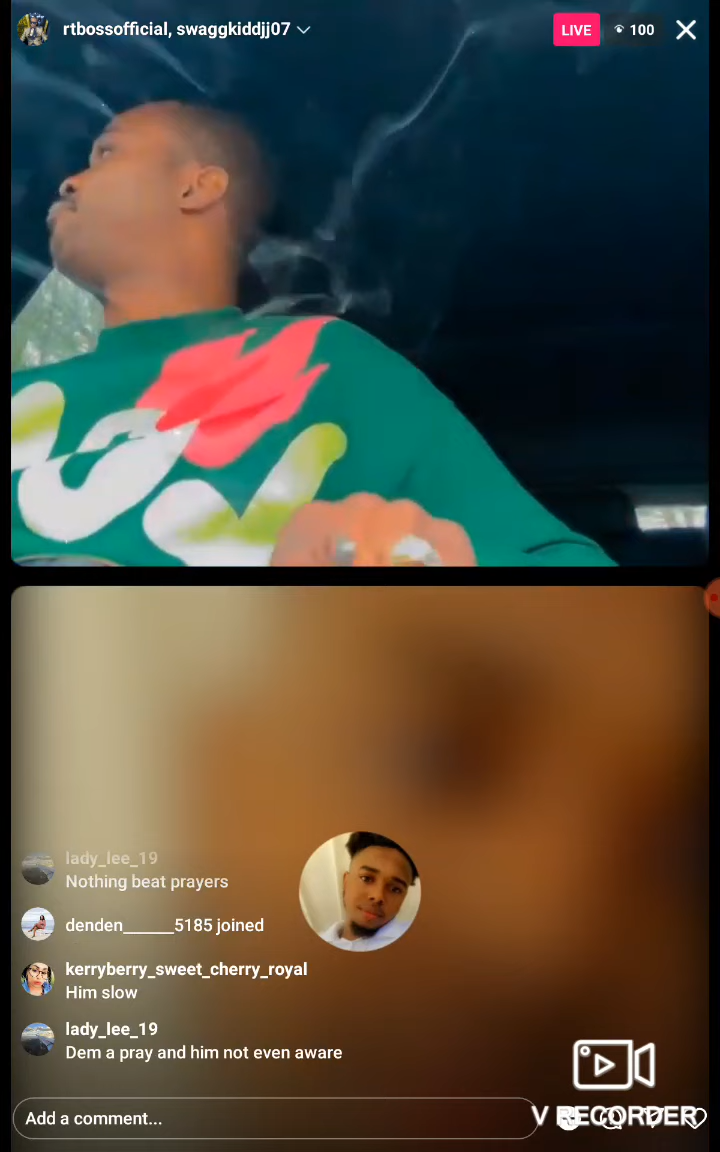 rtbossofficial, swaggkiddjj07
LIVE
100
lady_lee_19
Nothing beat prayers
denden______5185 joined
kerryberry_sweet_cherry_royal
Him slow
lady_lee_19
Dem a pray and him not even aware
Add a comment...
V RECORDER